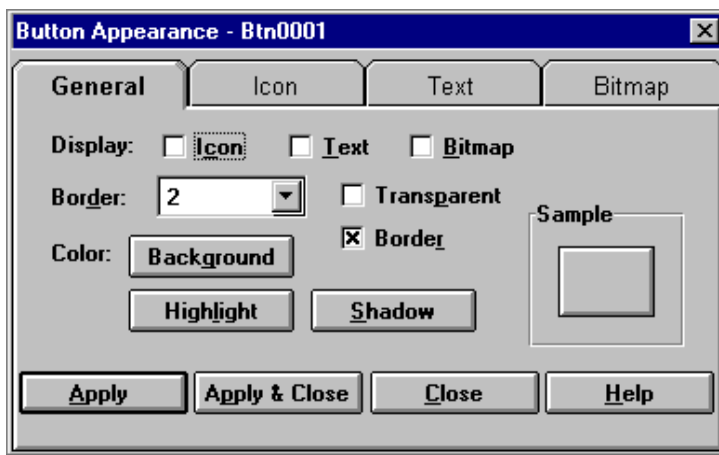 Button Appearance - Btn0001
General Icon Text Bitmap
Display: Icon Text Bitmap
Border: 2 Transparent
Sample
Border
Color: Background
Highlight Shadow
Apply Apply & Close Close Help